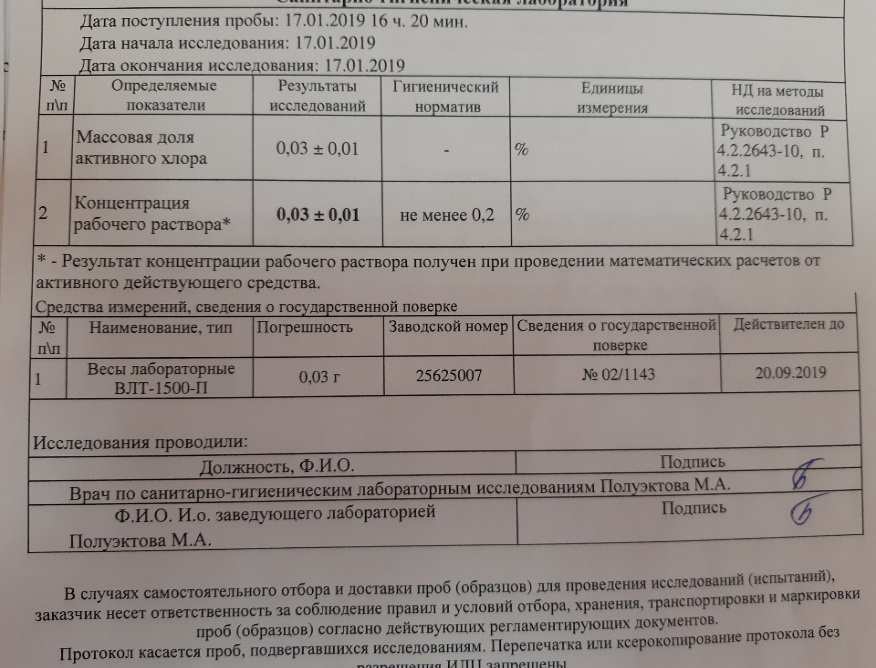 Санитарно-гигиеническая лаборатория
Дата поступления пробы: 17.01.2019 16 ч. 20 мин.
Дата начала исследования: 17.01.2019
Дата окончания исследования: 17.01.2019
№ п\п Определяемые показатели Результаты исследований Гигиенический норматив Единицы измерения НД на методы исследований
1 Массовая доля активного хлора 0,03 ± 0,01 - % Руководство Р 4.2.2643-10, п. 4.2.1
2 Концентрация рабочего раствора* 0,03 ± 0,01 не менее 0,2 % Руководство Р 4.2.2643-10, п. 4.2.1
* - Результат концентрации рабочего раствора получен при проведении математических расчетов от
активного действующего средства.
Средства измерений, сведения о государственной поверке
№ п\п Наименование, тип Погрешность Заводской номер Сведения о государственной поверке Действителен до
1 Весы лабораторные ВЛТ-1500-П 0,03 г 25625007 № 02/1143 20.09.2019
Исследования проводили:
Должность, Ф.И.О. Подпись
Врач по санитарно-гигиеническим лабораторным исследованиям Полуэктова М.А.
Ф.И.О. И.о. заведующего лабораторией Подпись
Полуэктова М.А.
В случаях самостоятельного отбора и доставки проб (образцов) для проведения исследований (испытаний),
заказчик несет ответственность за соблюдение правил и условий отбора, хранения, транспортировки и маркировки
проб (образцов) согласно действующих регламентирующих документов.
Протокол касается проб, подвергавшихся исследованиям. Перепечатка или ксерокопирование протокола без
разрешения ИЛЦ запрещены